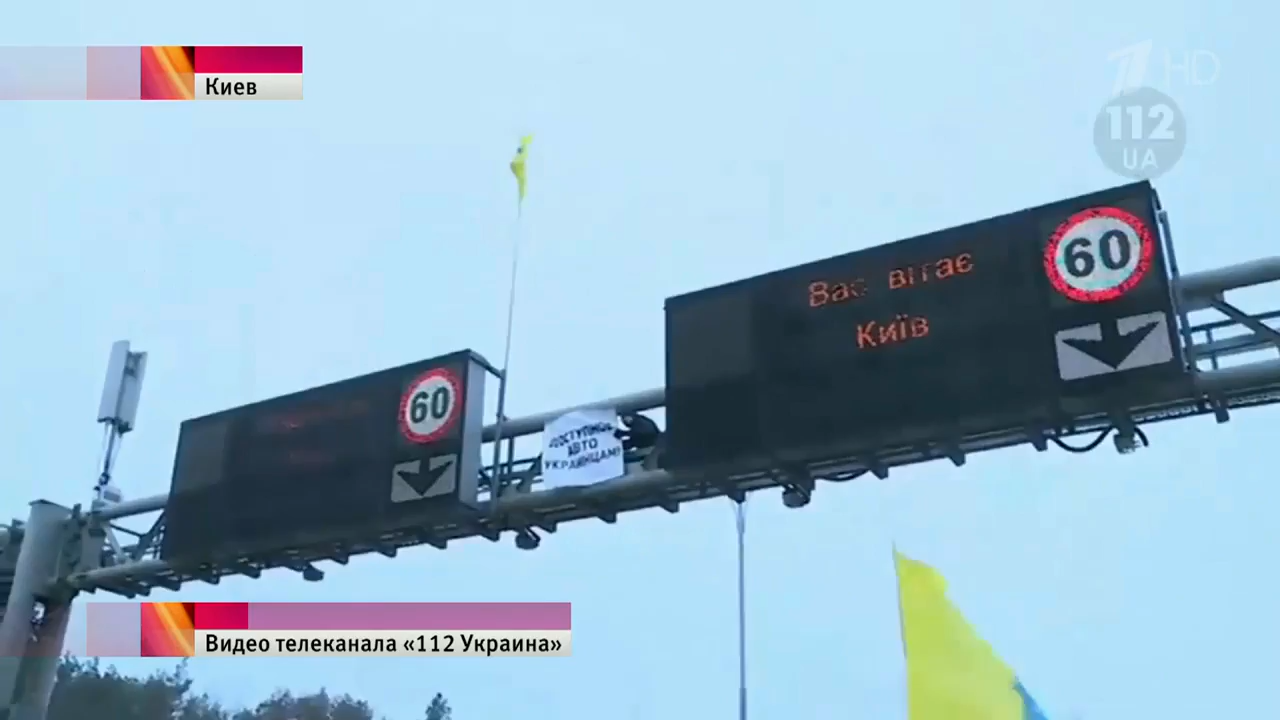 Киев
HD
112
UA
60
Вас вітає
Київ
60
ДОСТУПНОЕ
АВТО
УКРАИНЦАМ!
Видео телеканала «112 Украина»